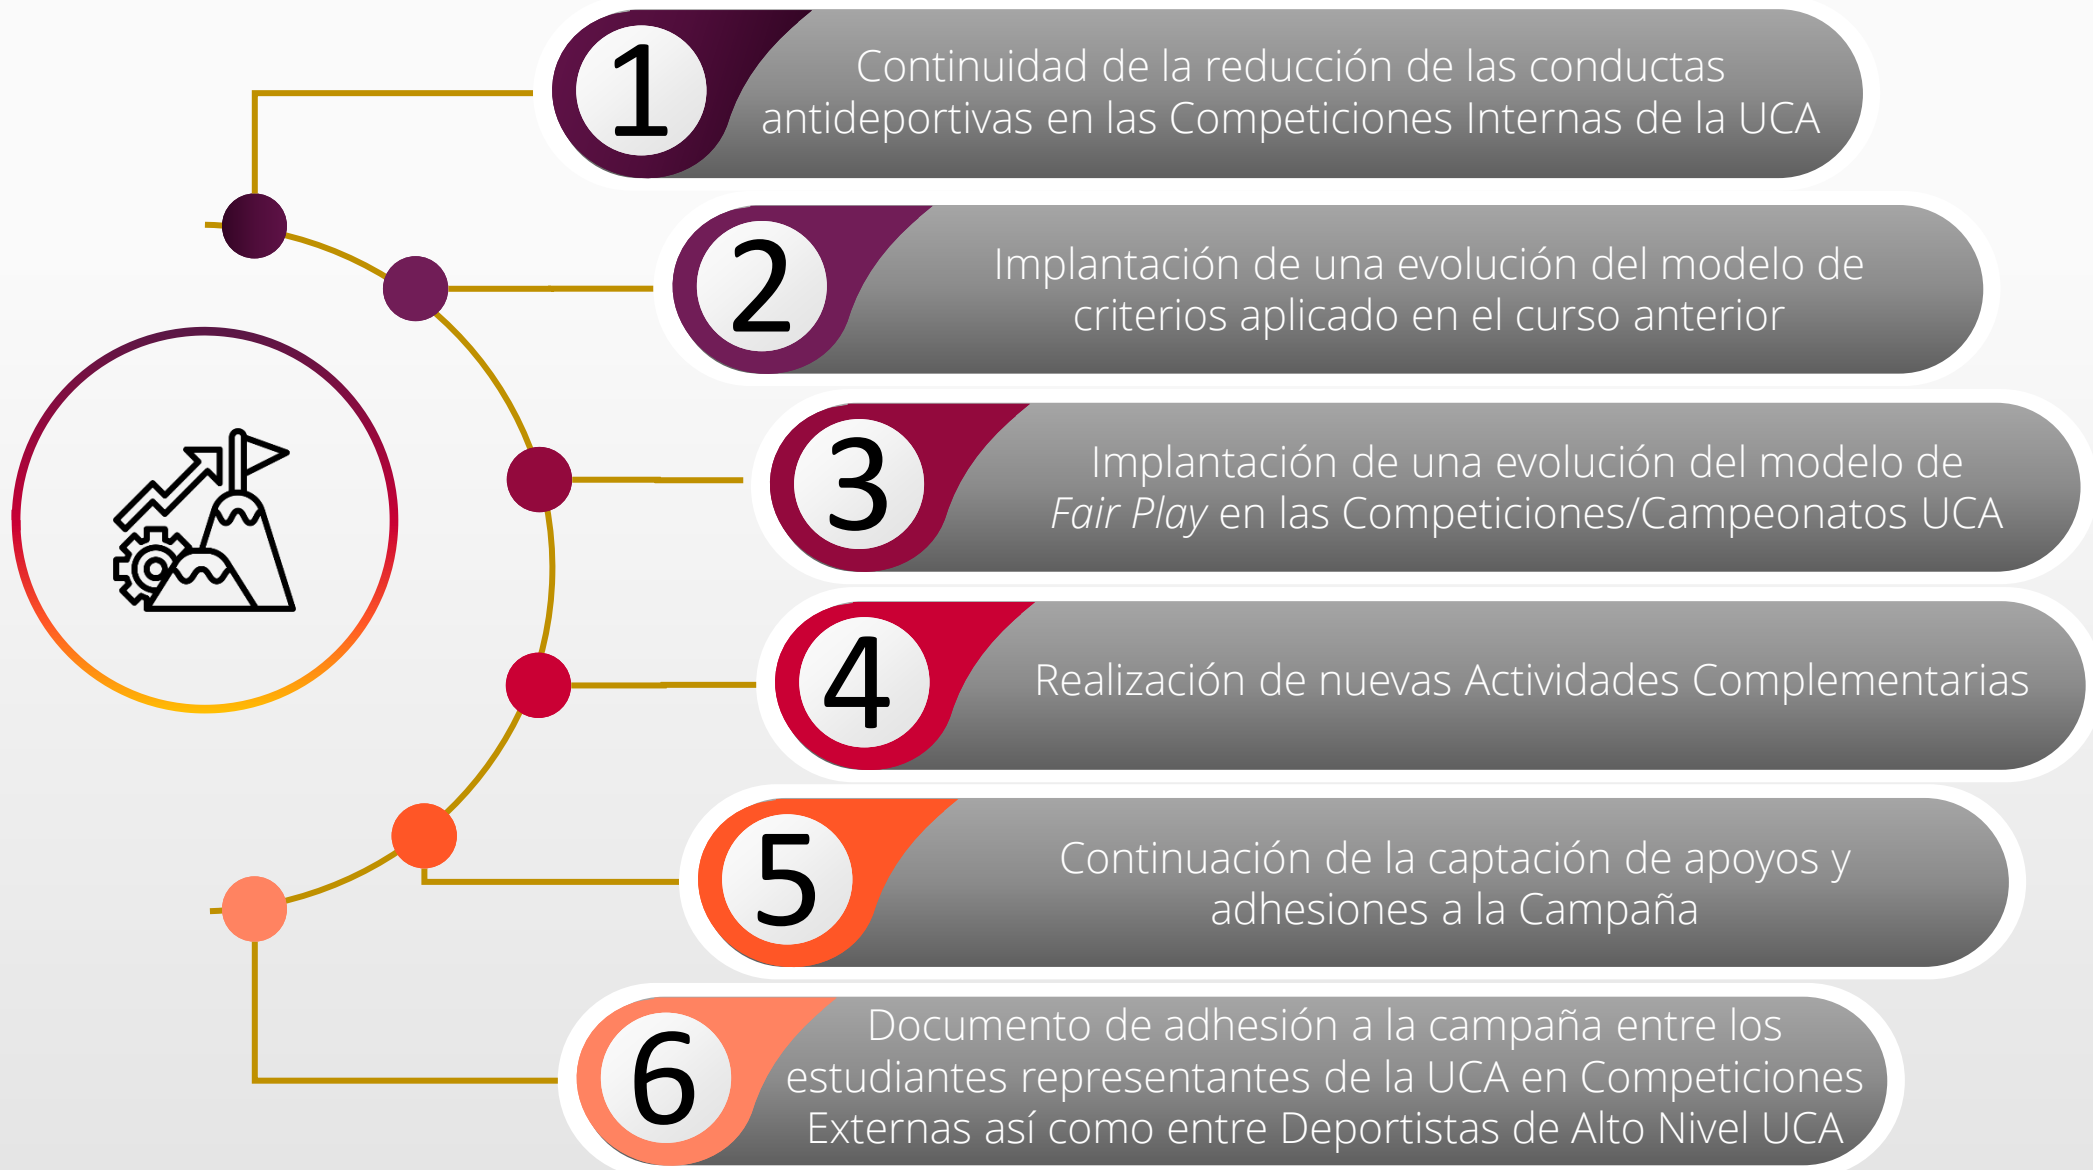 1
Continuidad de la reducción de las conductas
antideportivas en las Competiciones Internas de la UCA
2
Implantación de una evolución del modelo de
criterios aplicado en el curso anterior
3
Implantación de una evolución del modelo de
Fair Play en las Competiciones/Campeonatos UCA
4
Realización de nuevas Actividades Complementarias
5
Continuación de la captación de apoyos y
adhesiones a la Campaña
6
Documento de adhesión a la campaña entre los
estudiantes representantes de la UCA en Competiciones
Externas así como entre Deportistas de Alto Nivel UCA